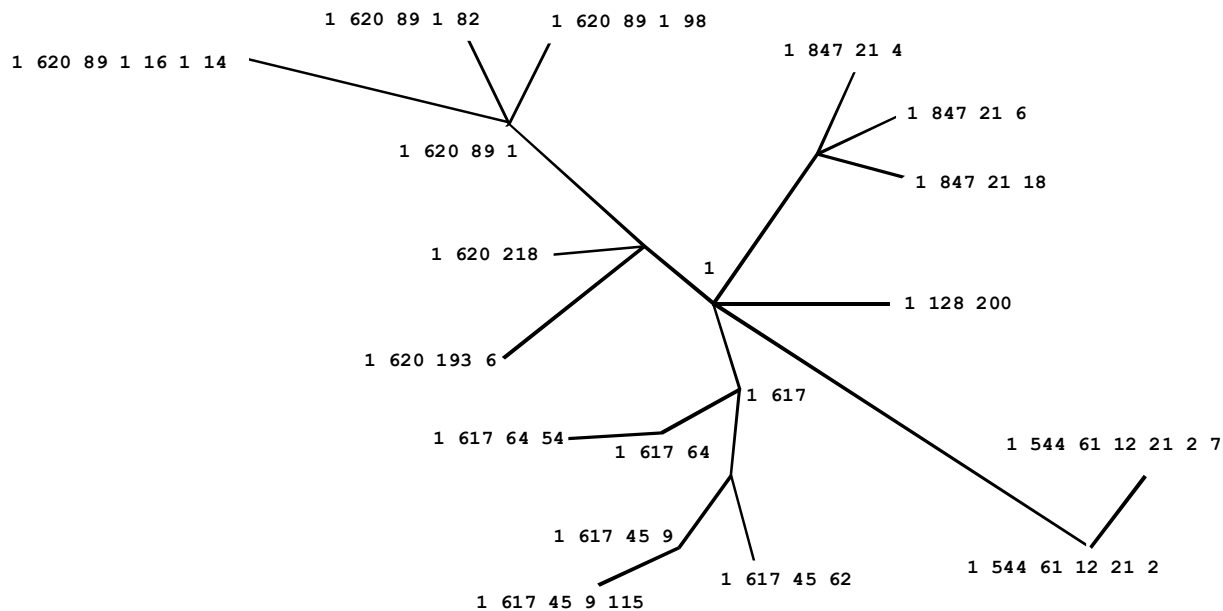 1 620 89 1 82
1 620 89 1 98
1 847 21 4
1 620 89 1 16 1 14
1 847 21 6
1 620 89 1
1 847 21 18
1 620 218
1
1 128 200
1 620 193 6
1 617
1 617 64 54
1 617 64
1 544 61 12 21 2 7
1 617 45 9
1 544 61 12 21 2
1 617 45 62
1 617 45 9 115